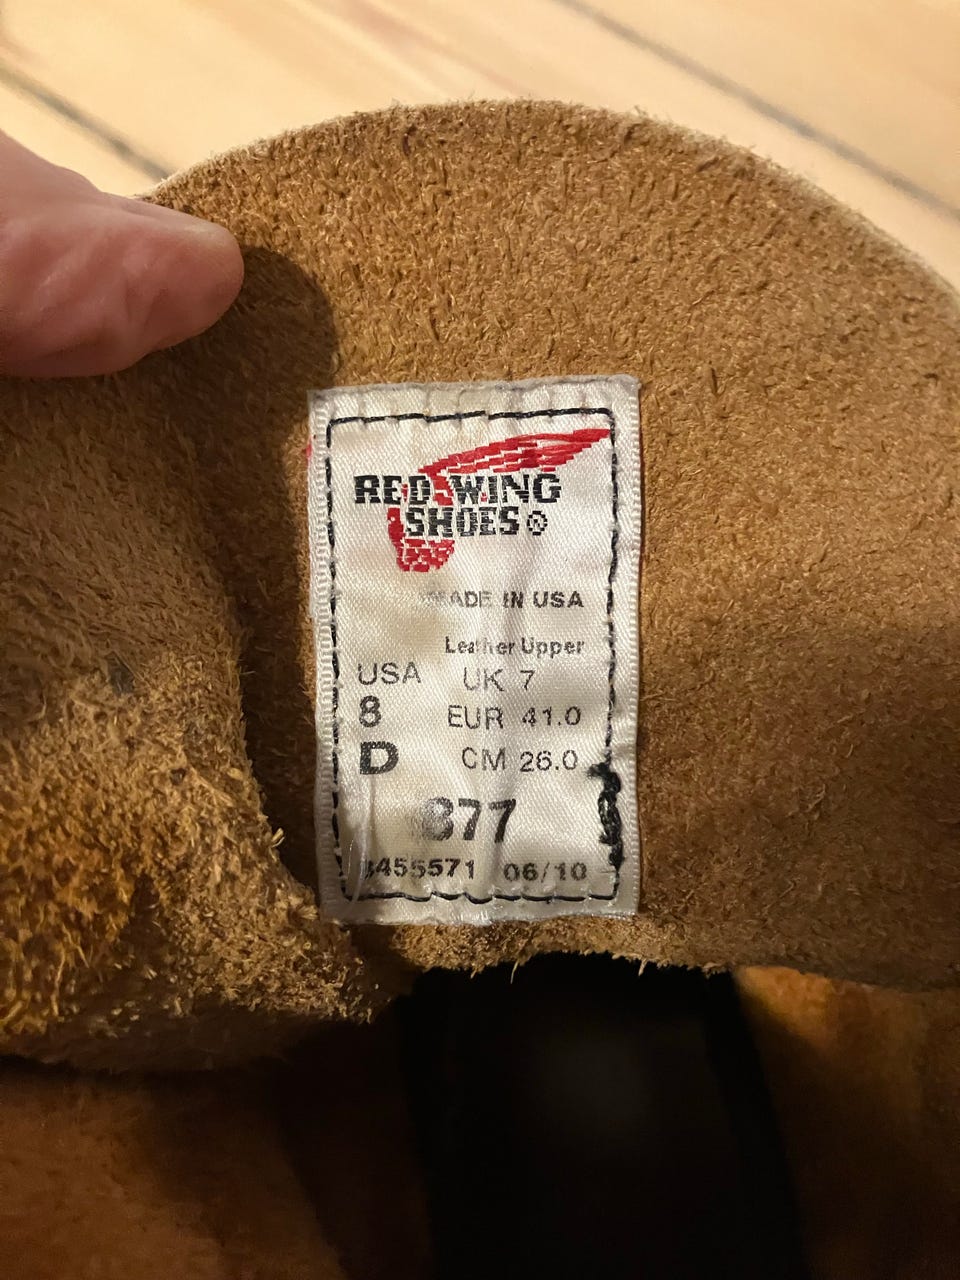 RED WING
SHOES®
MADE IN USA
Leather Upper
USA UK 7
8 EUR 41.0
D CM 26.0
877
455571 06/10